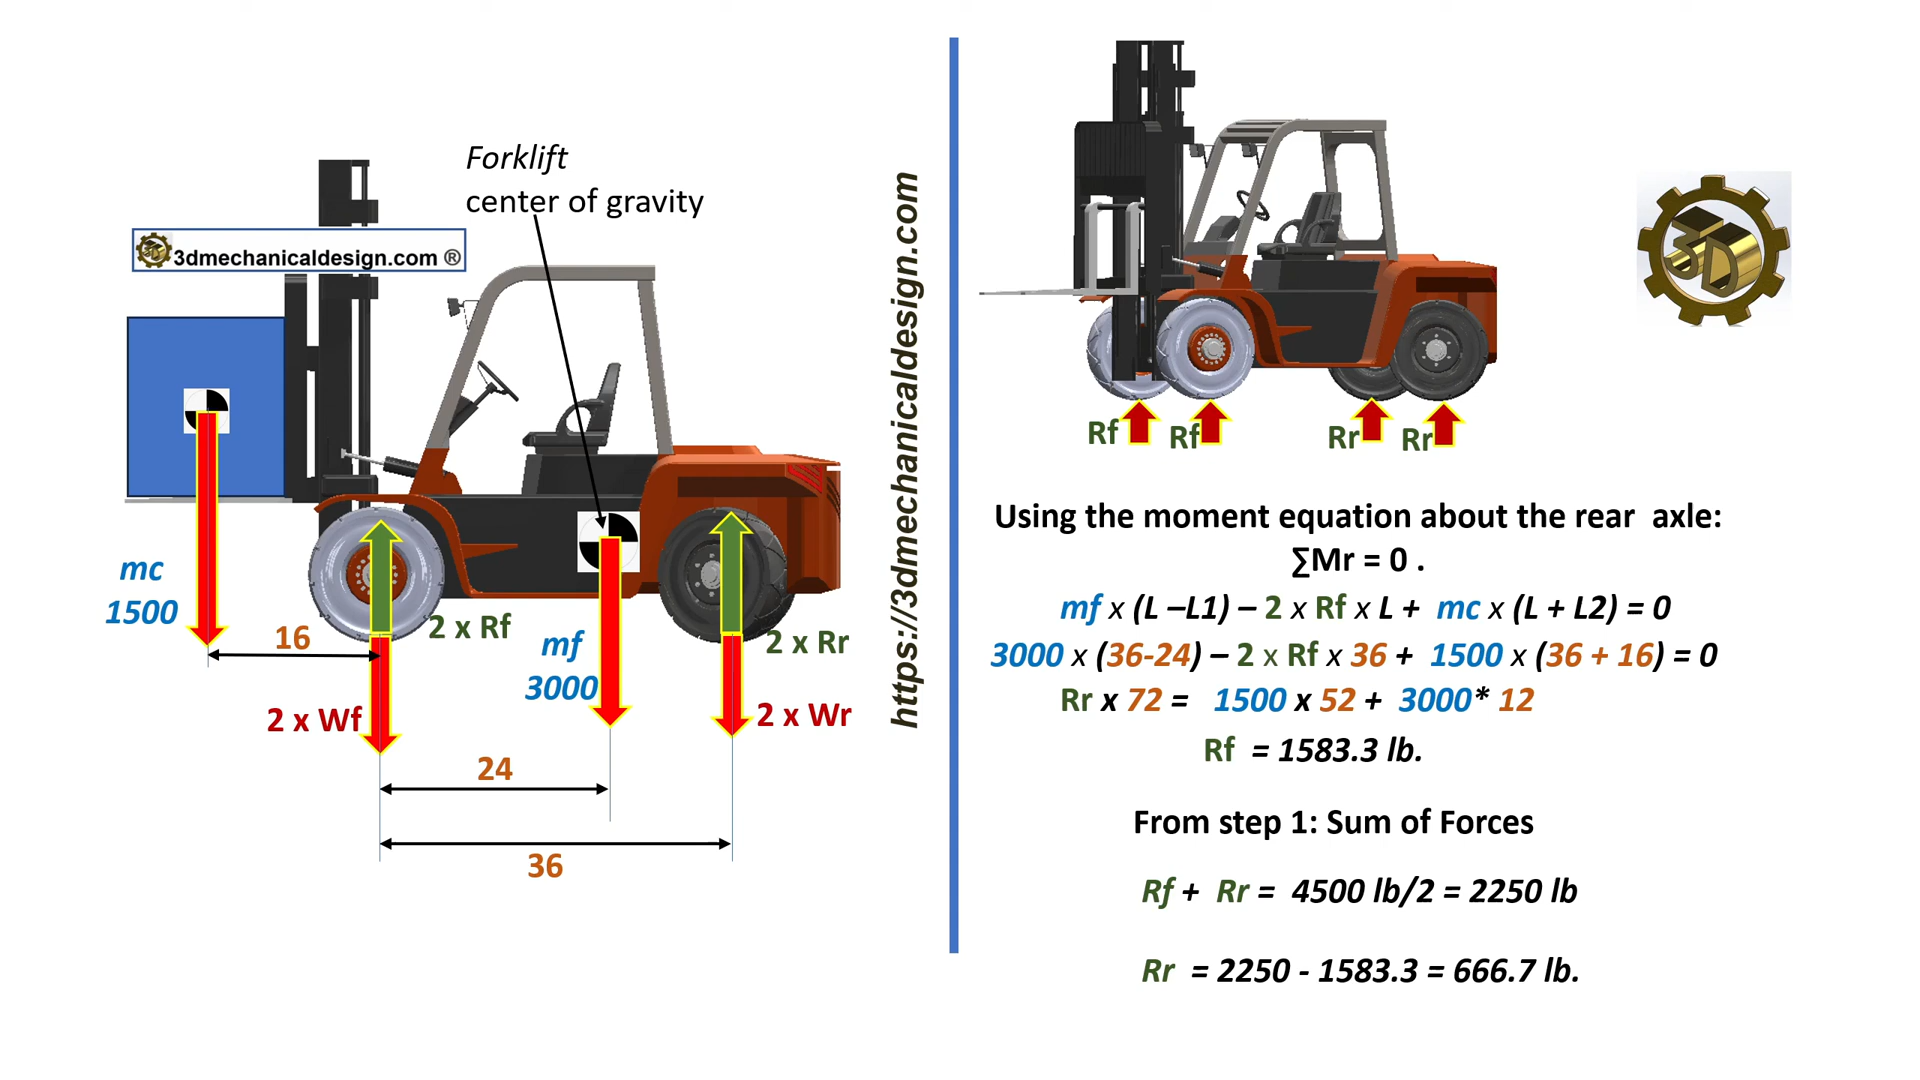 Forklift
center of gravity
3dmechanicaldesign.com ®
mc
1500
16
2 x Rf
mf
3000
2 x Rr
2 x Wf
2 x Wr
24
36
https://3dmechanicaldesign.com
3D
Rf Rf Rr Rr
Using the moment equation about the rear axle:
∑Mr = 0 .
mf x (L –L1) – 2 x Rf x L + mc x (L + L2) = 0
3000 x (36-24) – 2 x Rf x 36 + 1500 x (36 + 16) = 0
Rr x 72 = 1500 x 52 + 3000* 12
Rf = 1583.3 lb.
From step 1: Sum of Forces
Rf + Rr = 4500 lb/2 = 2250 lb
Rr = 2250 - 1583.3 = 666.7 lb.